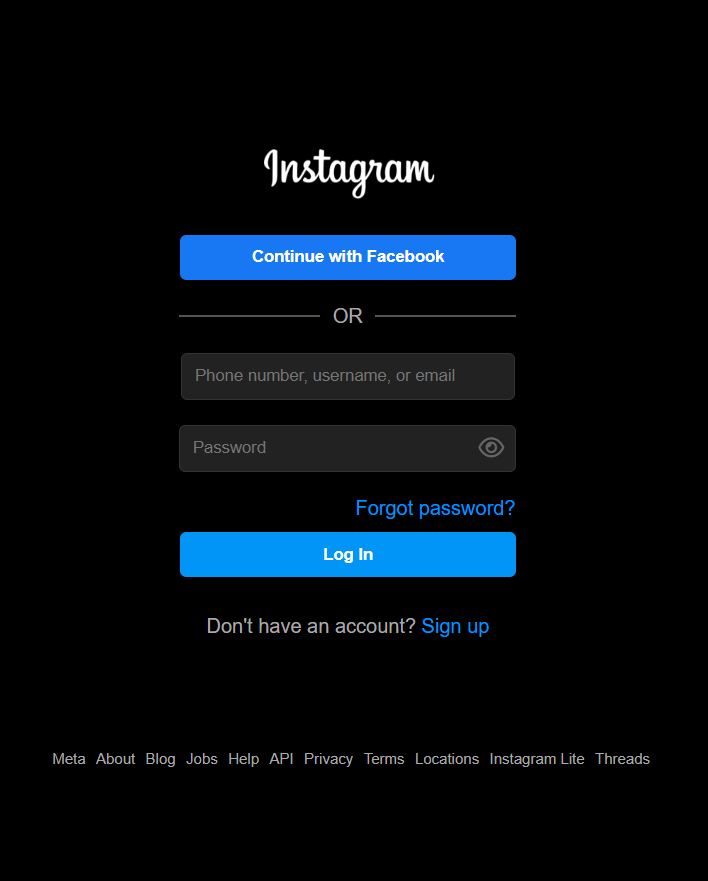 Instagram
Continue with Facebook
OR
Phone number, username, or email
Password
Forgot password?
Log In
Don't have an account? Sign up
Meta About Blog Jobs Help API Privacy Terms Locations Instagram Lite Threads